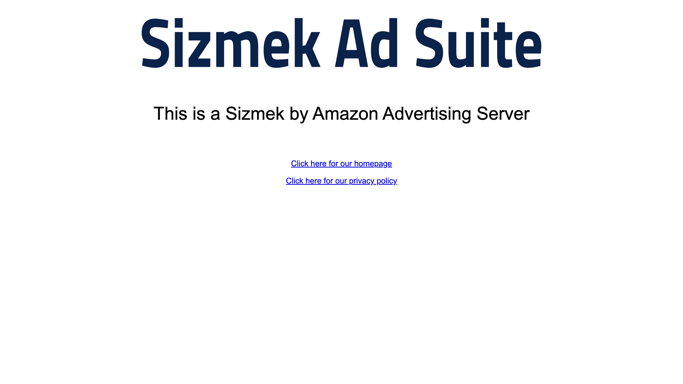 Sizmek Ad Suite
This is a Sizmek by Amazon Advertising Server
Click here for our homepage
Click here for our privacy policy